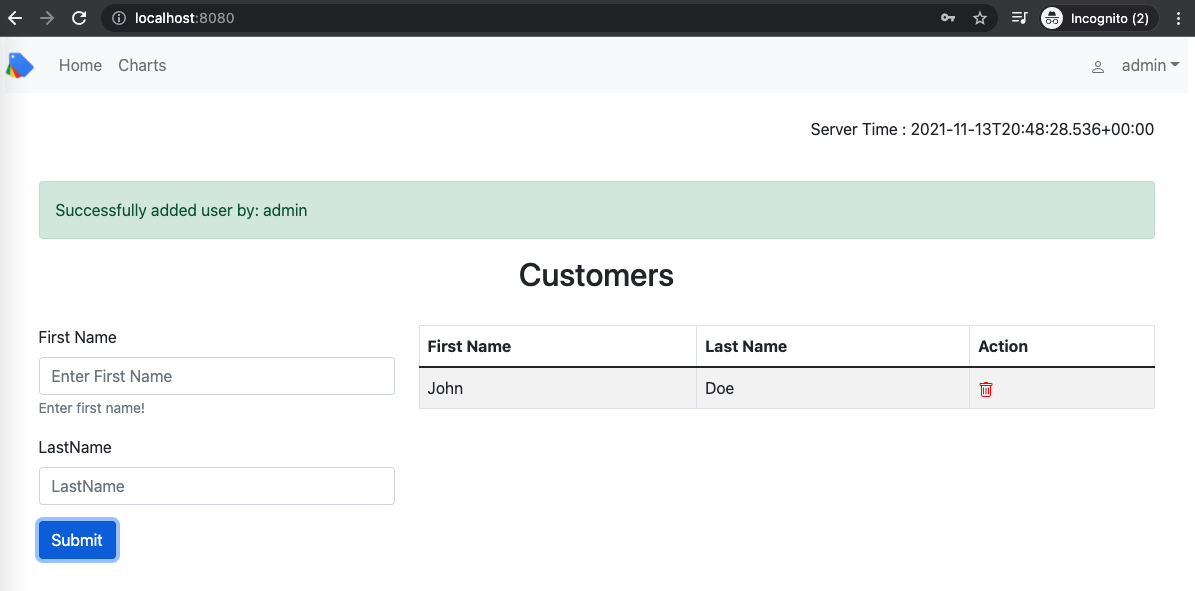 localhost:8080
Incognito (2)
Home Charts admin
Server Time : 2021-11-13T20:48:28.536+00:00
Successfully added user by: admin
Customers
First Name
Enter First Name
Enter first name!
LastName
LastName
Submit
First Name Last Name Action
John Doe